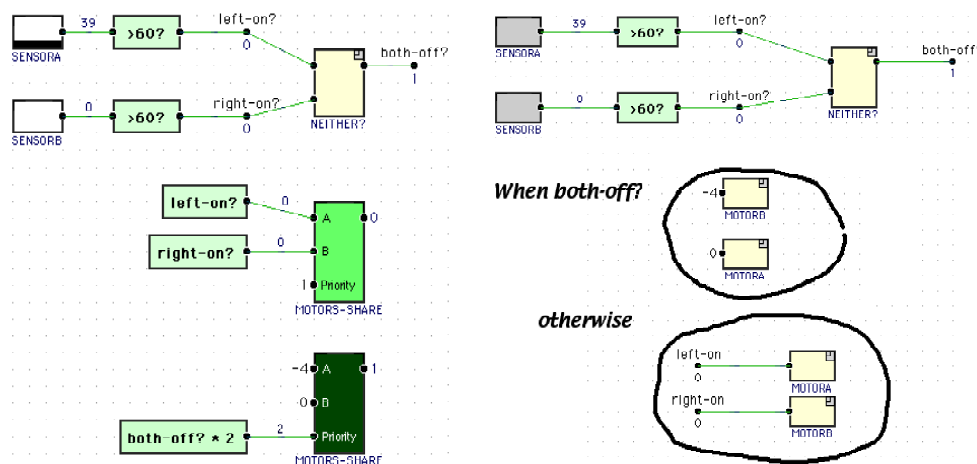 39 left-on?
>60?
0
SENSORA
both-off?
1
0 right-on?
>60?
0
SENSORB
NEITHER?
left-on? 0
A 0
right-on? 0
B
1 Priority
MOTORS-SHARE
-4 A 1
0 B
both-off? * 2 2 Priority
MOTORS-SHARE
39 left-on?
>60?
0
SENSORA
both-off
1
0 right-on?
>60?
0
SENSORB
NEITHER?
When both-off?
-4
MOTORB
0
MOTORA
otherwise
left-on
0
MOTORA
right-on
0
MOTORB